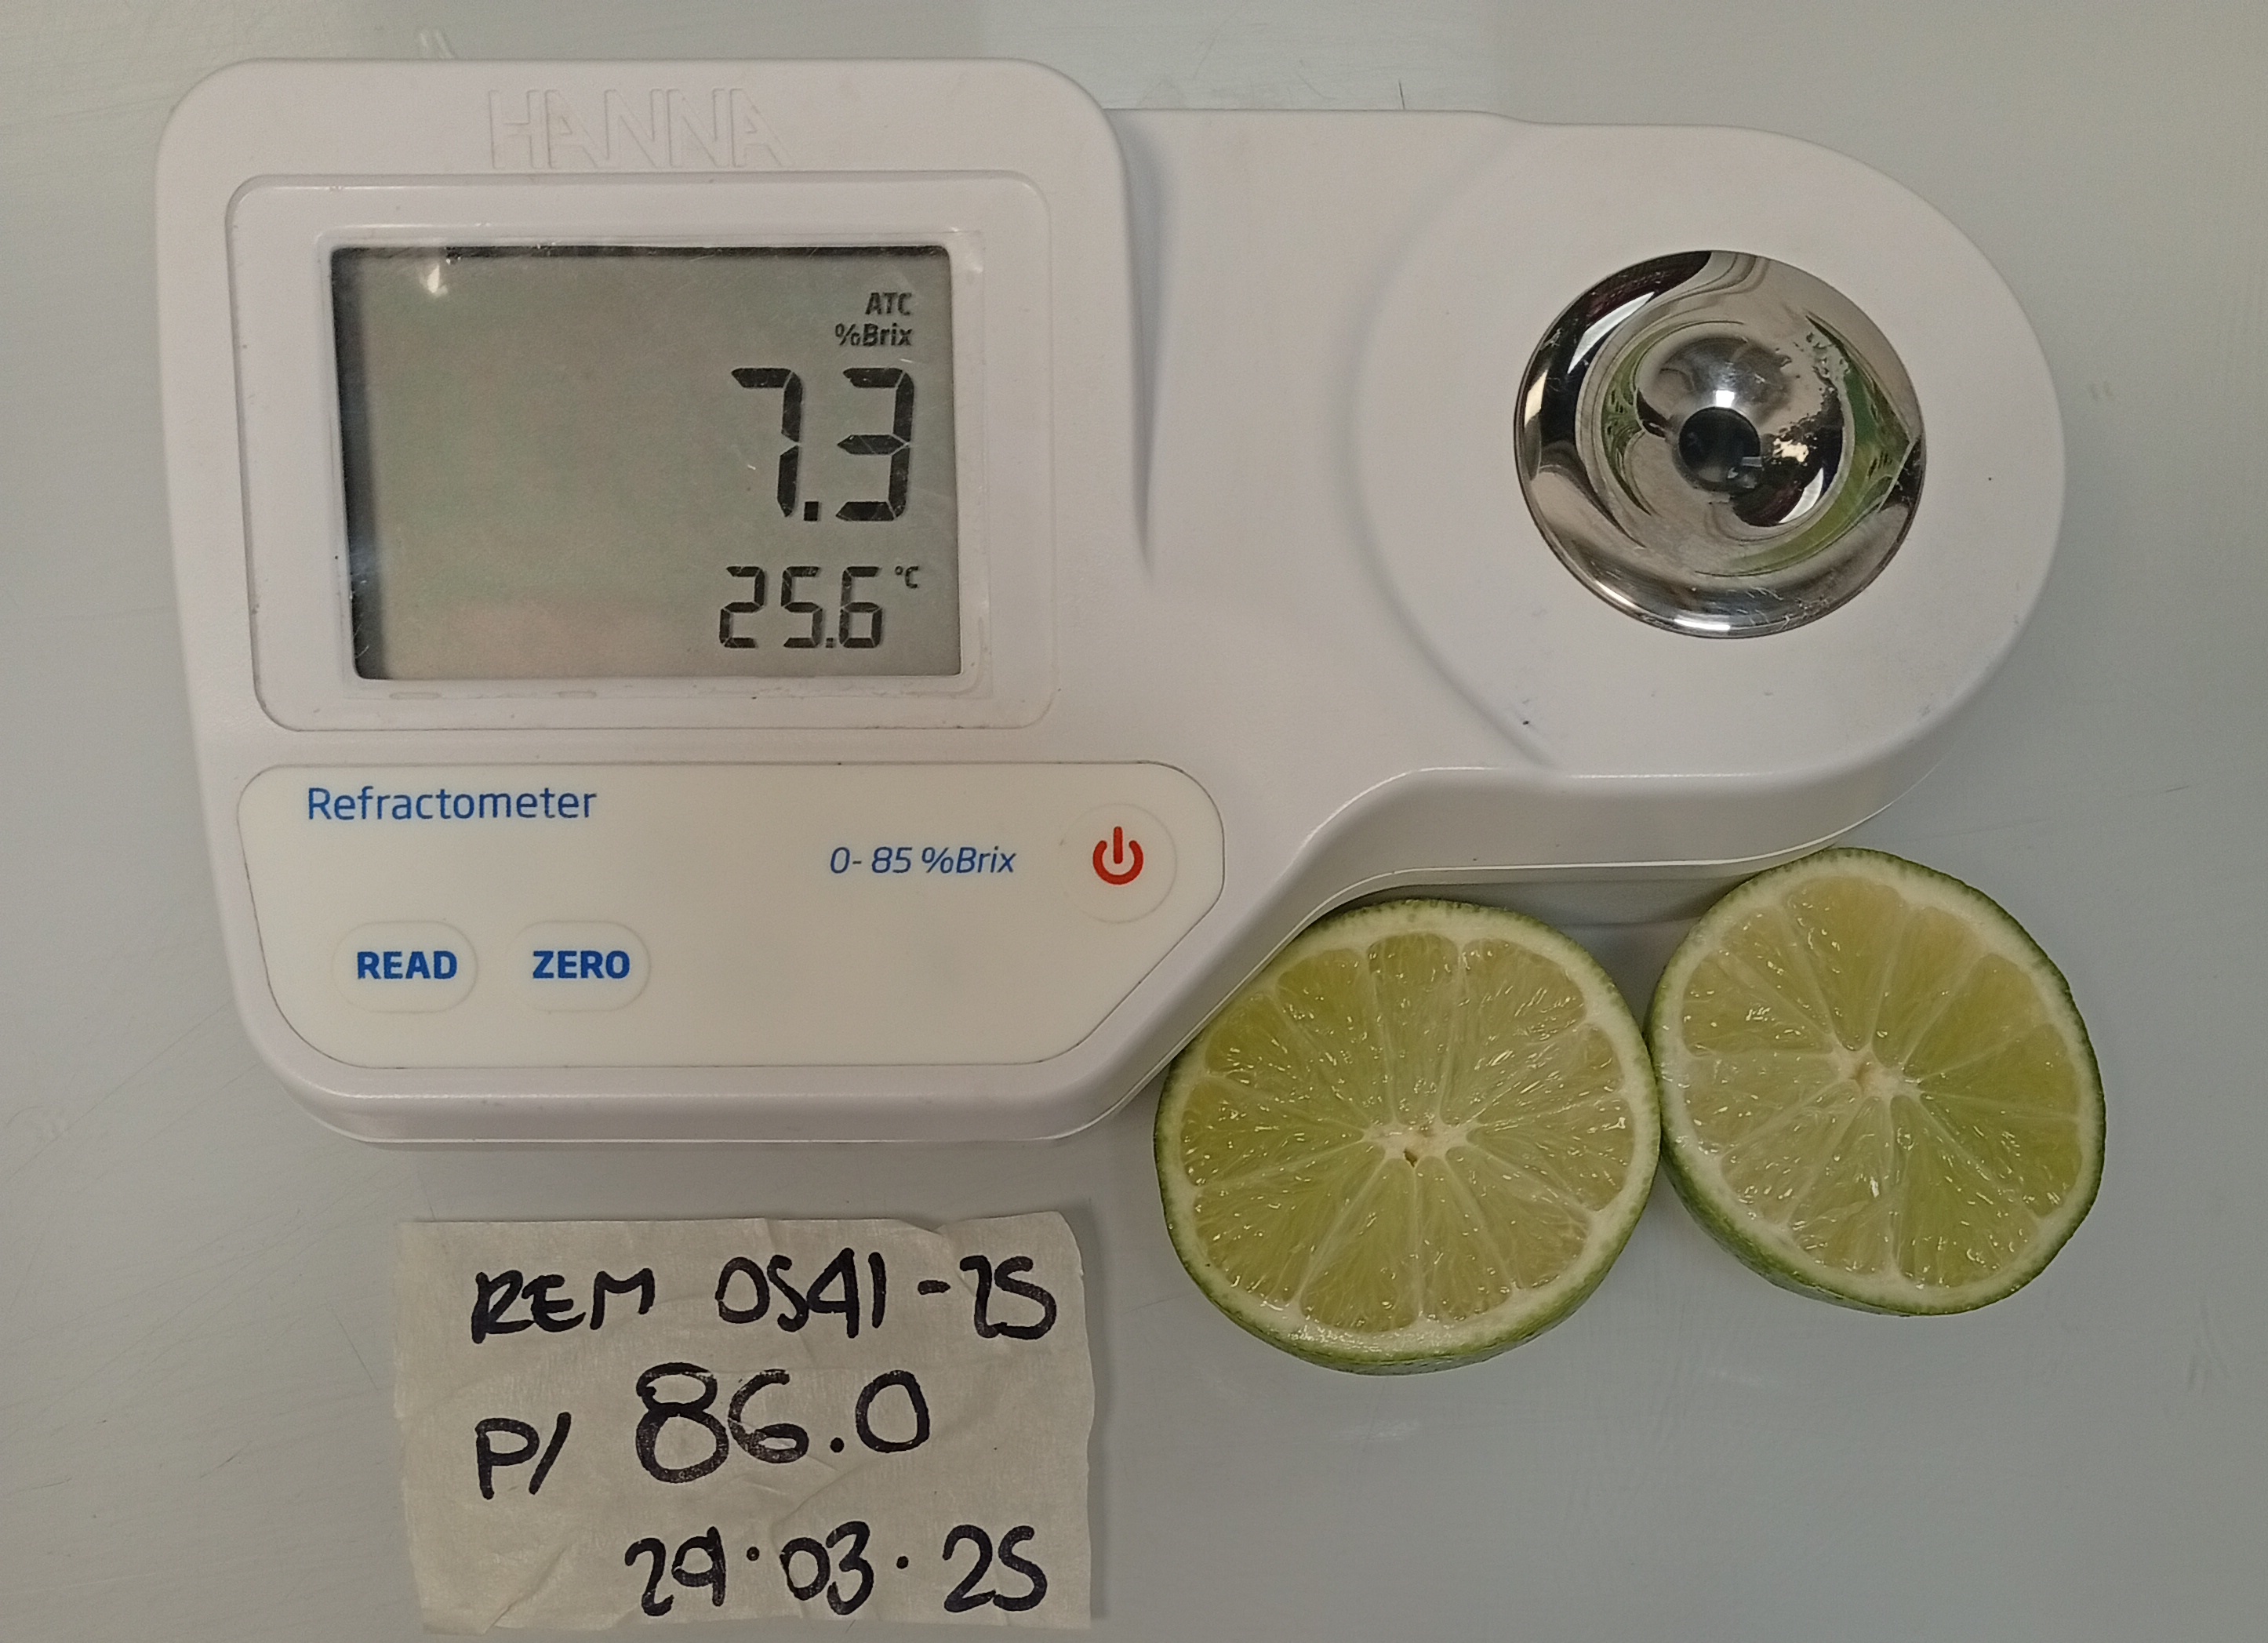 HANNA
ATC
%Brix
7.3
25.6 °C
Refractometer
0-85 %Brix
READ ZERO
REM 0541-25
P/ 86.0
29.03.25